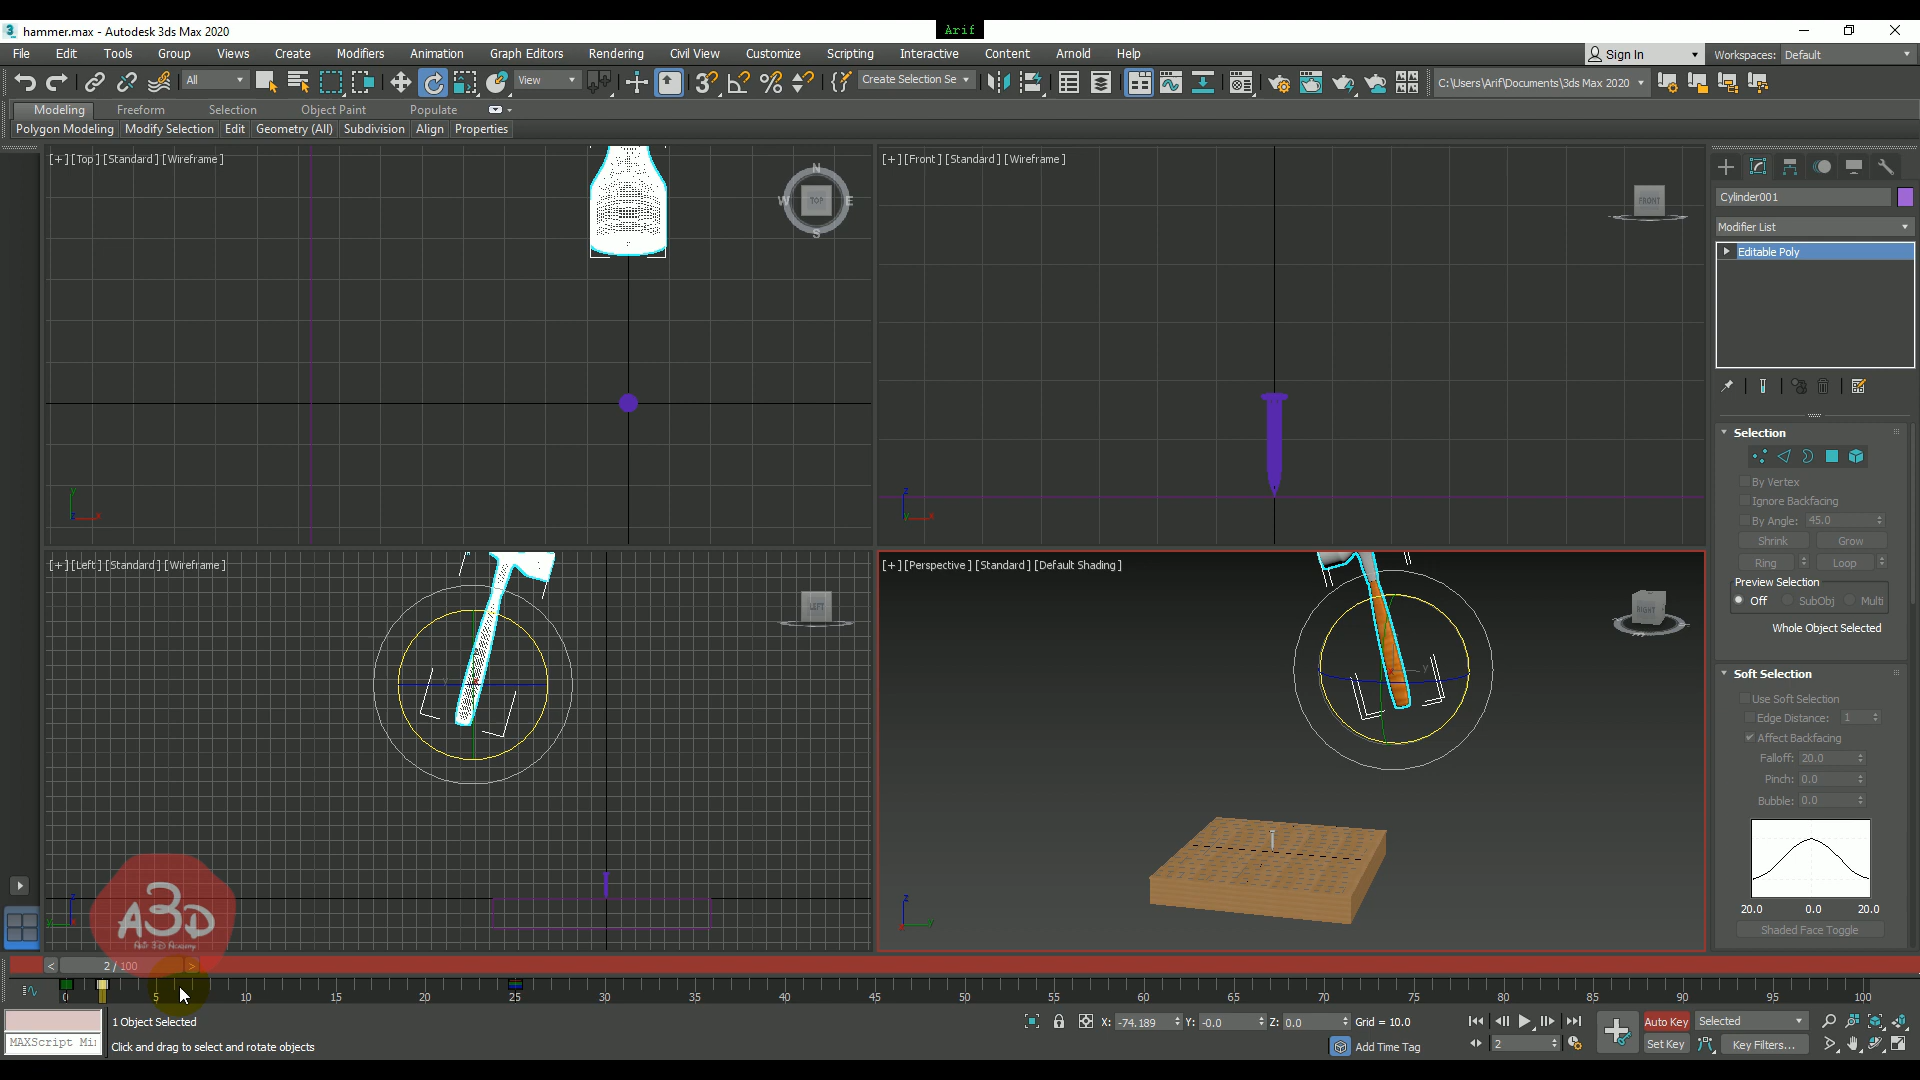 hammer.max - Autodesk 3ds Max 2020
Arif
File Edit Tools Group Views Create Modifiers Animation Graph Editors Rendering Civil View Customize Scripting Interactive Content Arnold Help
Sign In Workspaces: Default
All View Create Selection Se C:\Users\Arif\Documents\3ds Max 2020
Modeling Freeform Selection Object Paint Populate
Polygon Modeling Modify Selection Edit Geometry (All) Subdivision Align Properties
[+] [Top] [Standard] [Wireframe]
N
W TOP E
S
[+] [Front] [Standard] [Wireframe]
FRONT
Cylinder001
Modifier List
Editable Poly
Selection
By Vertex
Ignore Backfacing
By Angle: 45.0
Shrink Grow
Ring Loop
Preview Selection
Off SubObj Multi
Whole Object Selected
Soft Selection
Use Soft Selection
Edge Distance: 1
Affect Backfacing
Falloff: 20.0
Pinch: 0.0
Bubble: 0.0
20.0 0.0 20.0
Shaded Face Toggle
[+] [Left] [Standard] [Wireframe]
LEFT
[+] [Perspective] [Standard] [Default Shading]
RIGHT
A3D
Arif 3D Academy
< 2 / 100 >
0 5 10 15 20 25 30 35 40 45 50 55 60 65 70 75 80 85 90 95 100
1 Object Selected
X: -74.189 Y: -0.0 Z: 0.0 Grid = 10.0
Auto Key Selected
MAXScript Mi
Click and drag to select and rotate objects
Add Time Tag
2
Set Key Key Filters...